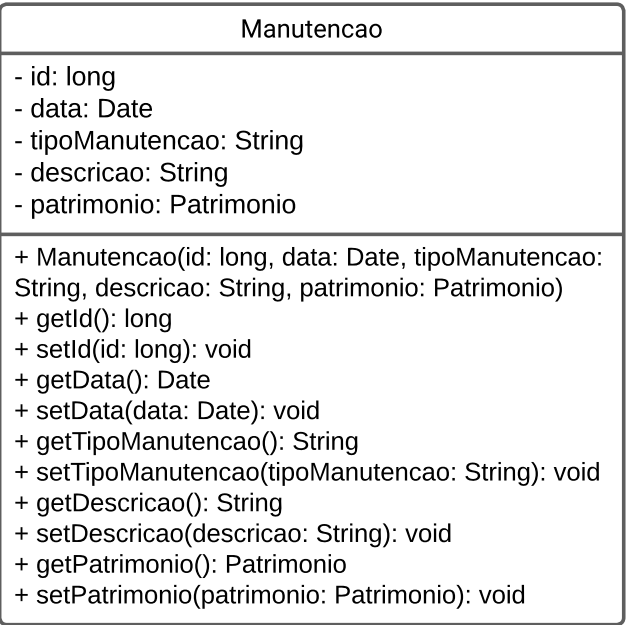 Manutencao
- id: long
- data: Date
- tipoManutencao: String
- descricao: String
- patrimonio: Patrimonio
+ Manutencao(id: long, data: Date, tipoManutencao:
String, descricao: String, patrimonio: Patrimonio)
+ getId(): long
+ setId(id: long): void
+ getData(): Date
+ setData(data: Date): void
+ getTipoManutencao(): String
+ setTipoManutencao(tipoManutencao: String): void
+ getDescricao(): String
+ setDescricao(descricao: String): void
+ getPatrimonio(): Patrimonio
+ setPatrimonio(patrimonio: Patrimonio): void